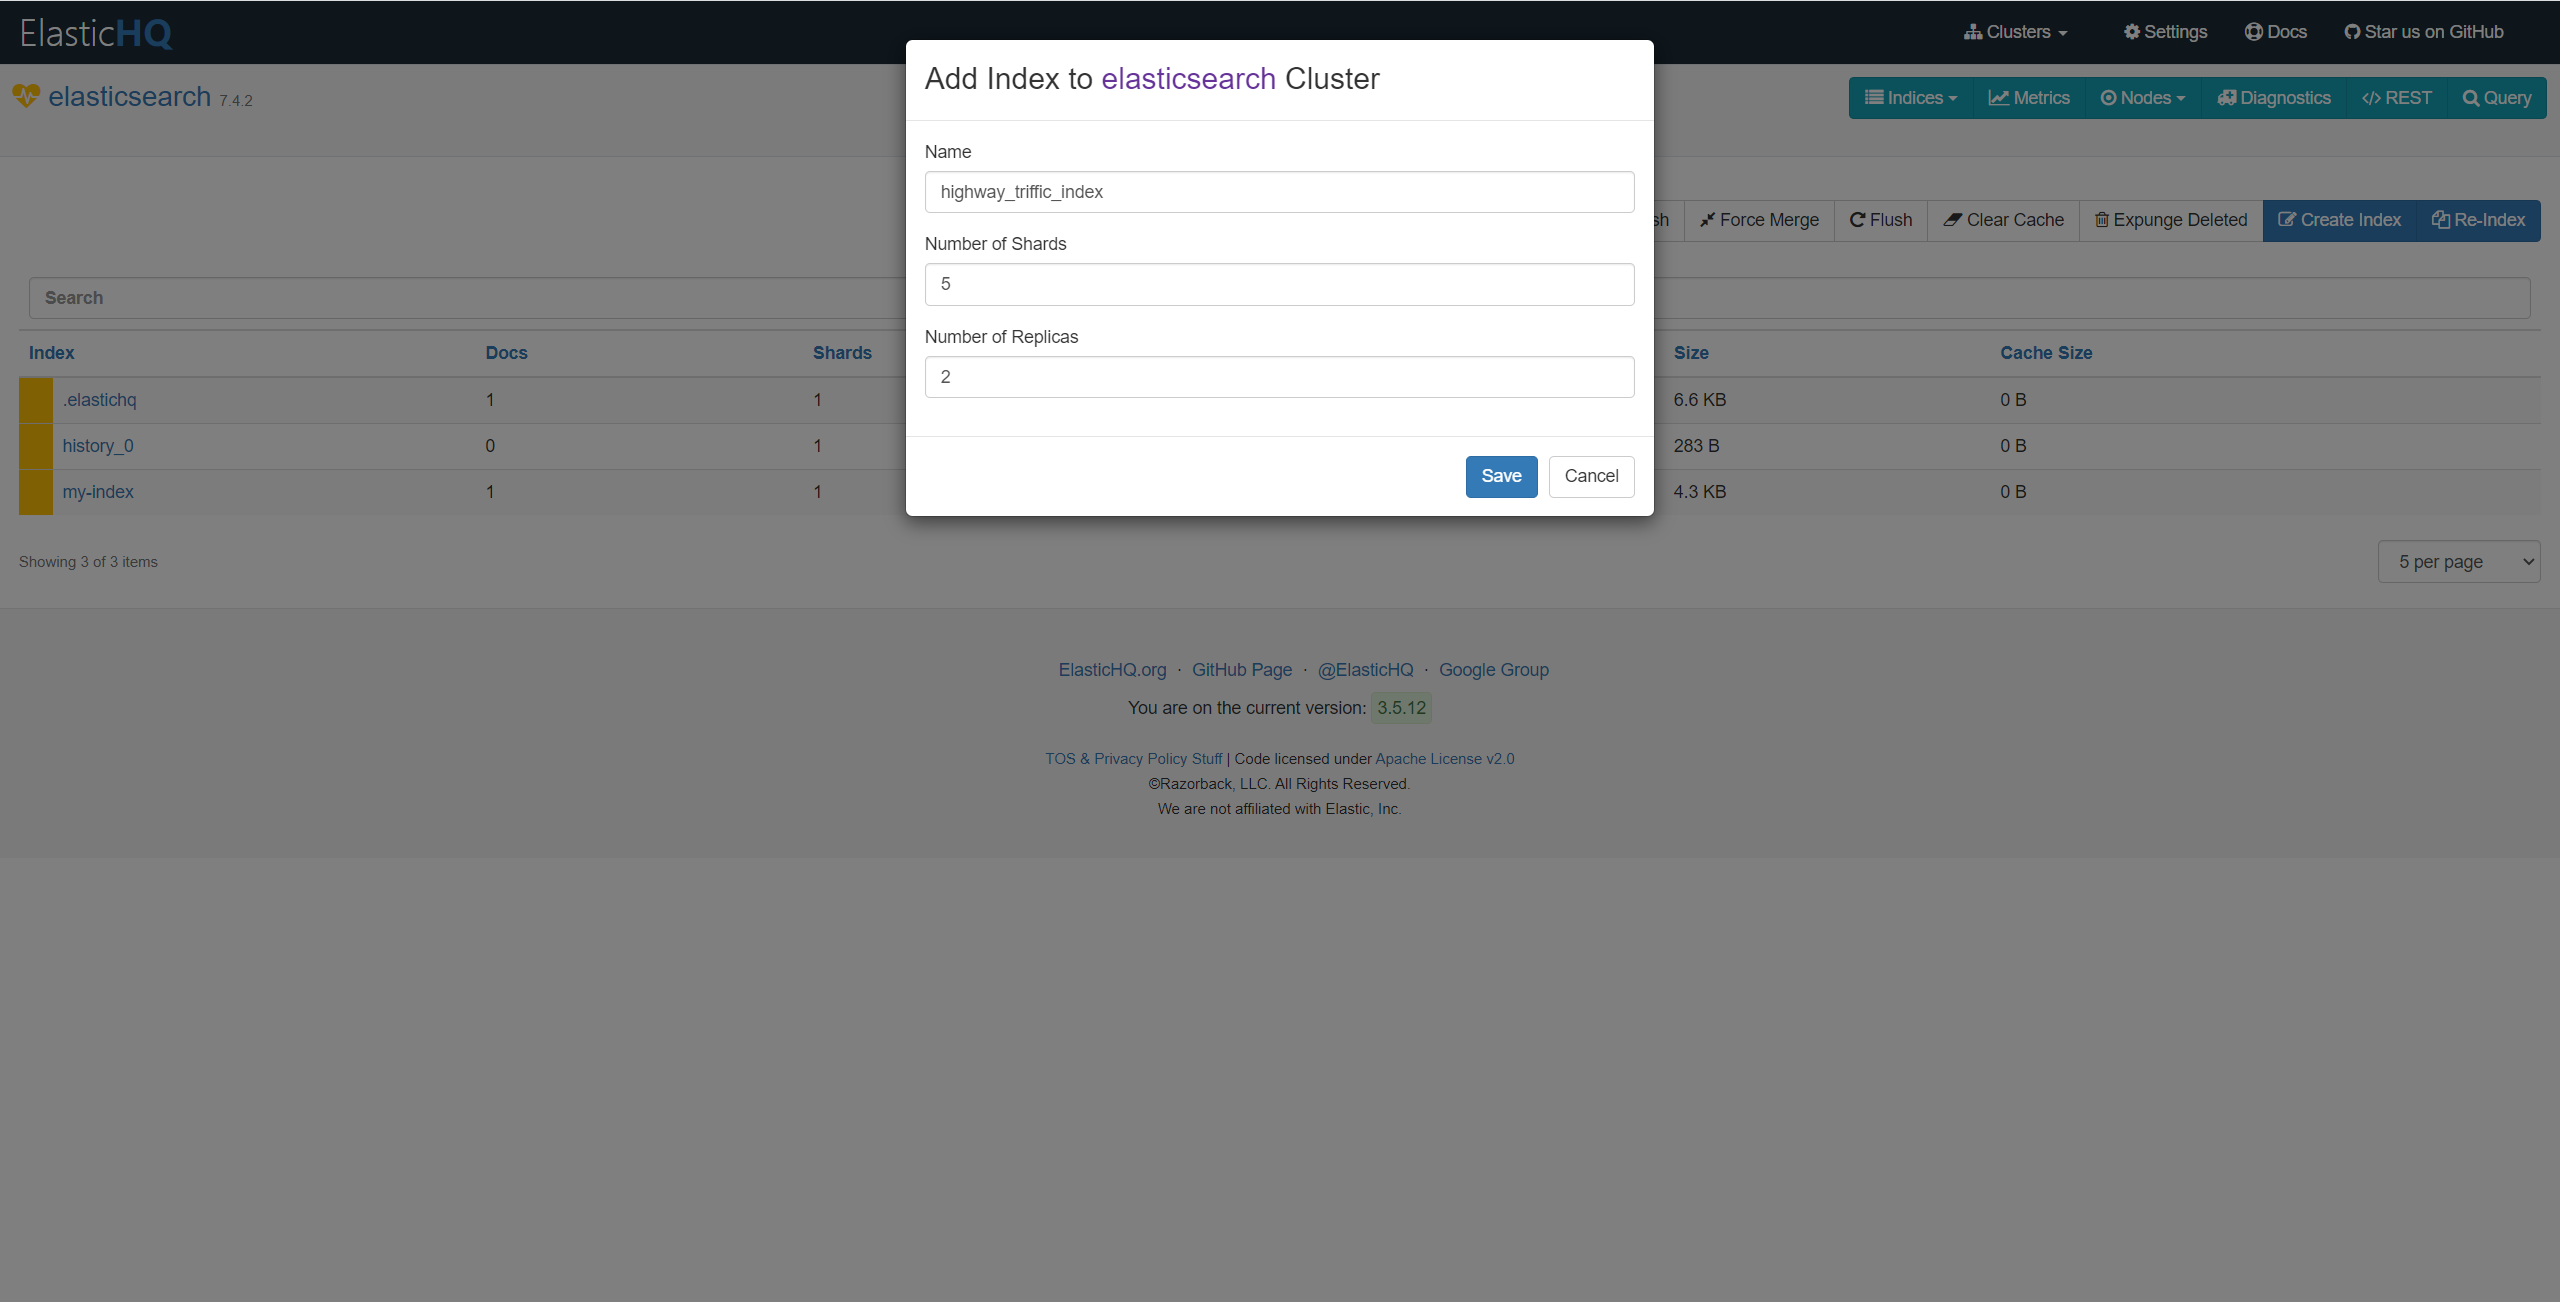 ElasticHQ Clusters Settings Docs Star us on GitHub
elasticsearch 7.4.2 Indices Metrics Nodes Diagnostics REST Query
Add Index to elasticsearch Cluster
Name
highway_triffic_index
Number of Shards
5
Number of Replicas
2
Save Cancel
sh Force Merge Flush Clear Cache Expunge Deleted Create Index Re-Index
Search
Index Docs Shards Size Cache Size
.elastichq 1 1 6.6 KB 0 B
history_0 0 1 283 B 0 B
my-index 1 1 4.3 KB 0 B
Showing 3 of 3 items 5 per page
ElasticHQ.org · GitHub Page · @ElasticHQ · Google Group
You are on the current version: 3.5.12
TOS & Privacy Policy Stuff | Code licensed under Apache License v2.0
©Razorback, LLC. All Rights Reserved.
We are not affiliated with Elastic, Inc.